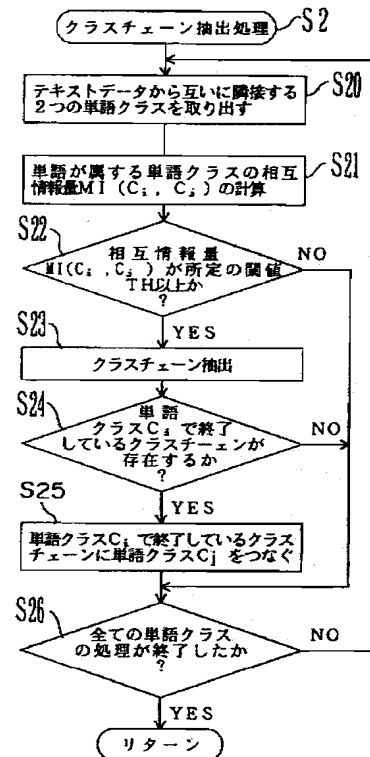 クラスチェーン抽出処理
S2
テキストデータから互いに隣接する
2つの単語クラスを取り出す
S20
単語が属する単語クラスの相互
情報量MI(Ci, Cj)の計算
S21
S22
相互情報量
MI(Ci,Cj)が所定の閾値
TH以上か
?
NO
YES
S23
クラスチェーン抽出
S24
単語
クラスCiで終了
しているクラスチーェンが
存在するか
?
NO
YES
S25
単語クラスCiで終了しているクラス
チェーンに単語クラスCjをつなぐ
S26
全ての単語クラス
の処理が終了したか
?
NO
YES
リターン